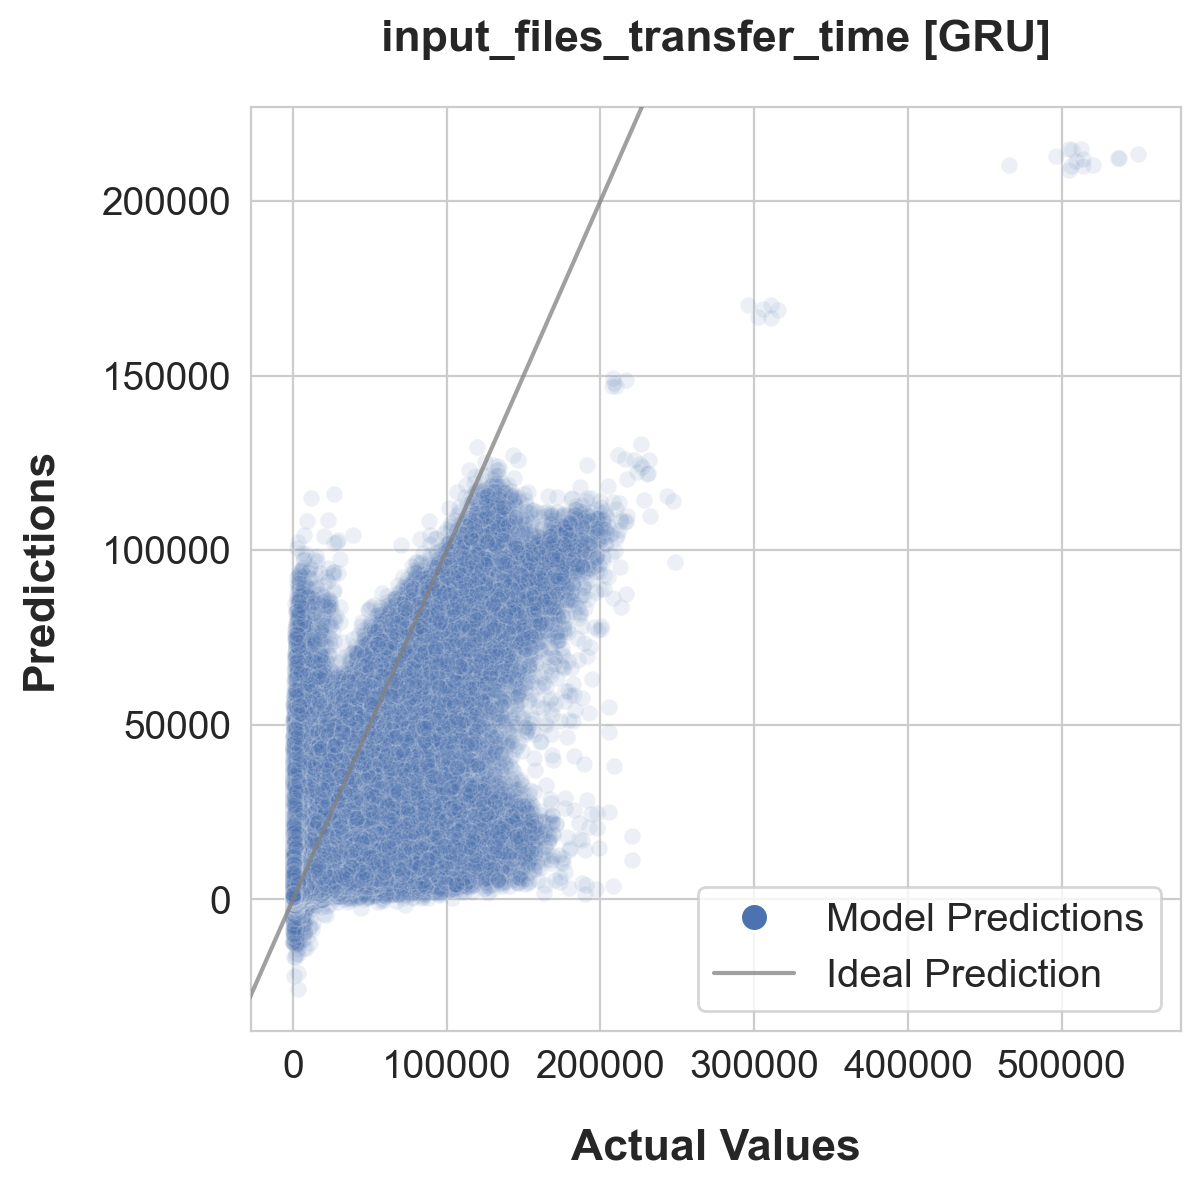 input_files_transfer_time [GRU]
Predictions
200000
150000
100000
50000
0
0 100000 200000 300000 400000 500000
Actual Values
Model Predictions
Ideal Prediction